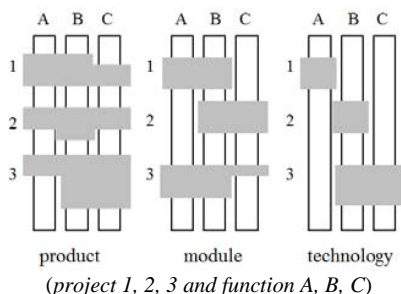 A B C A B C A B C
1 1 1
2 2 2
3 3 3
product module technology
(project 1, 2, 3 and function A, B, C)